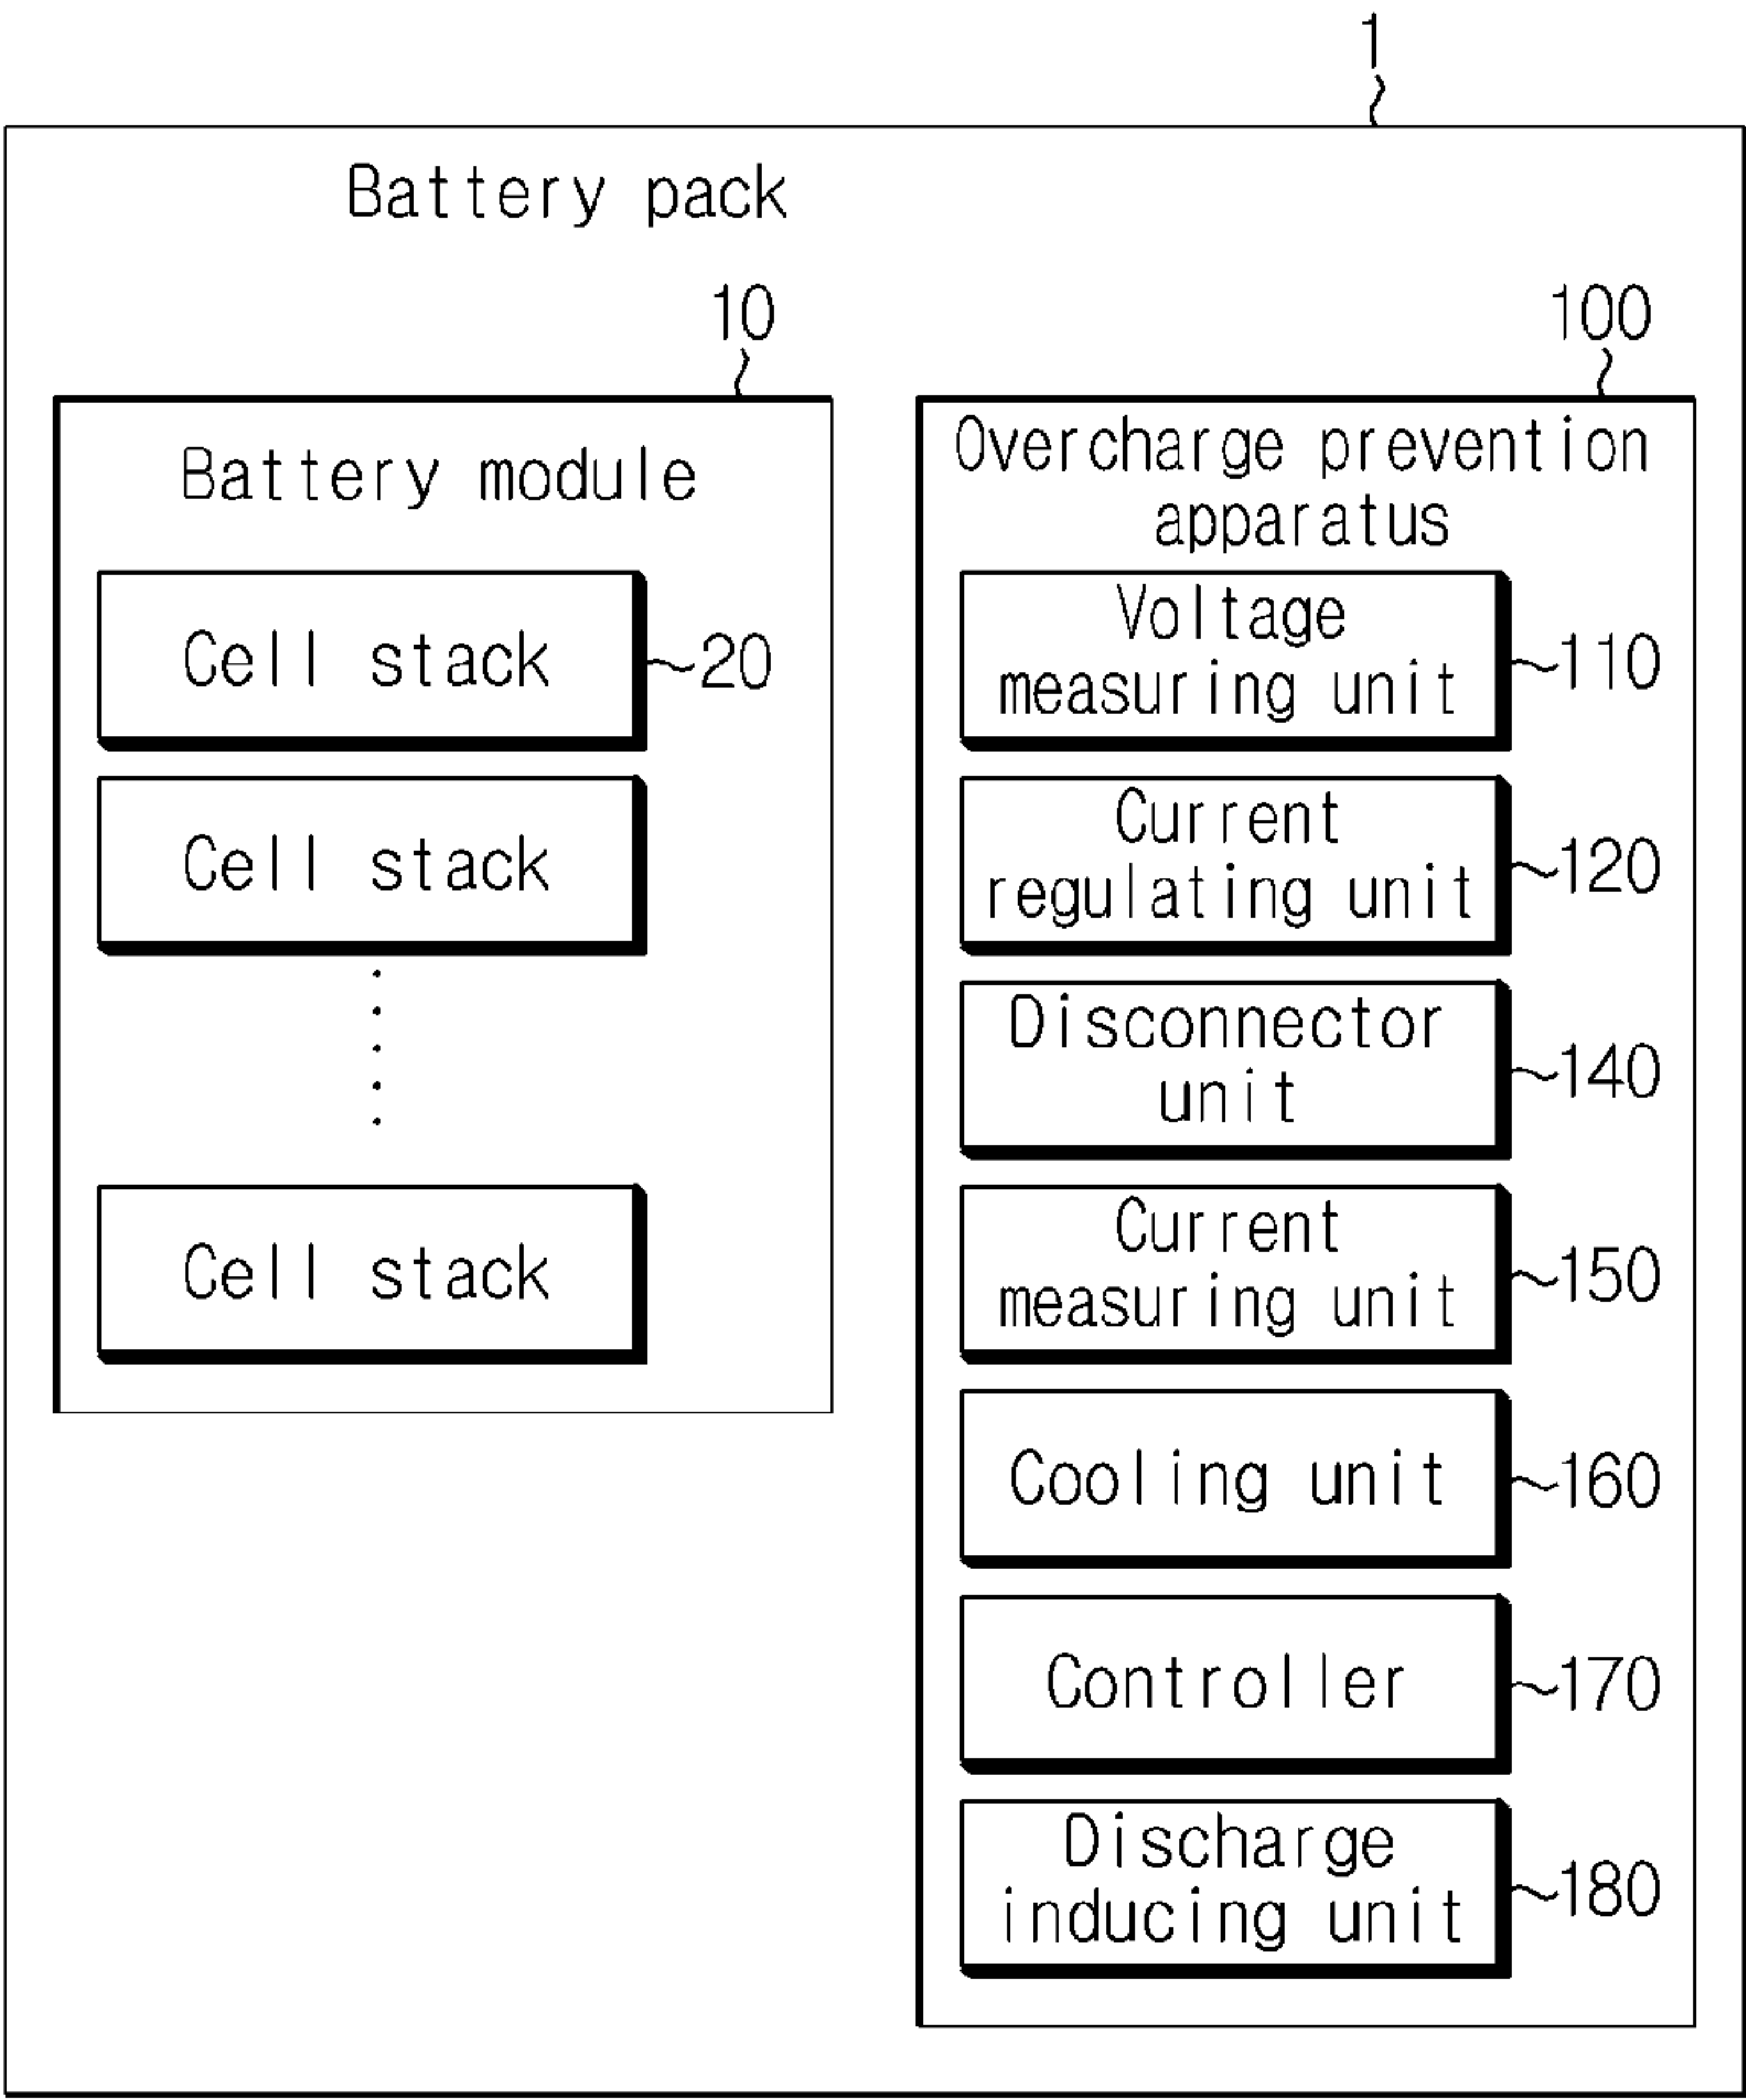 1
Battery pack
10
Battery module
Cell stack
20
Cell stack
Cell stack
100
Overcharge prevention
apparatus
Voltage
measuring unit
110
Current
regulating unit
120
Disconnector
unit
140
Current
measuring unit
150
Cooling unit
160
Controller
170
Discharge
inducing unit
180